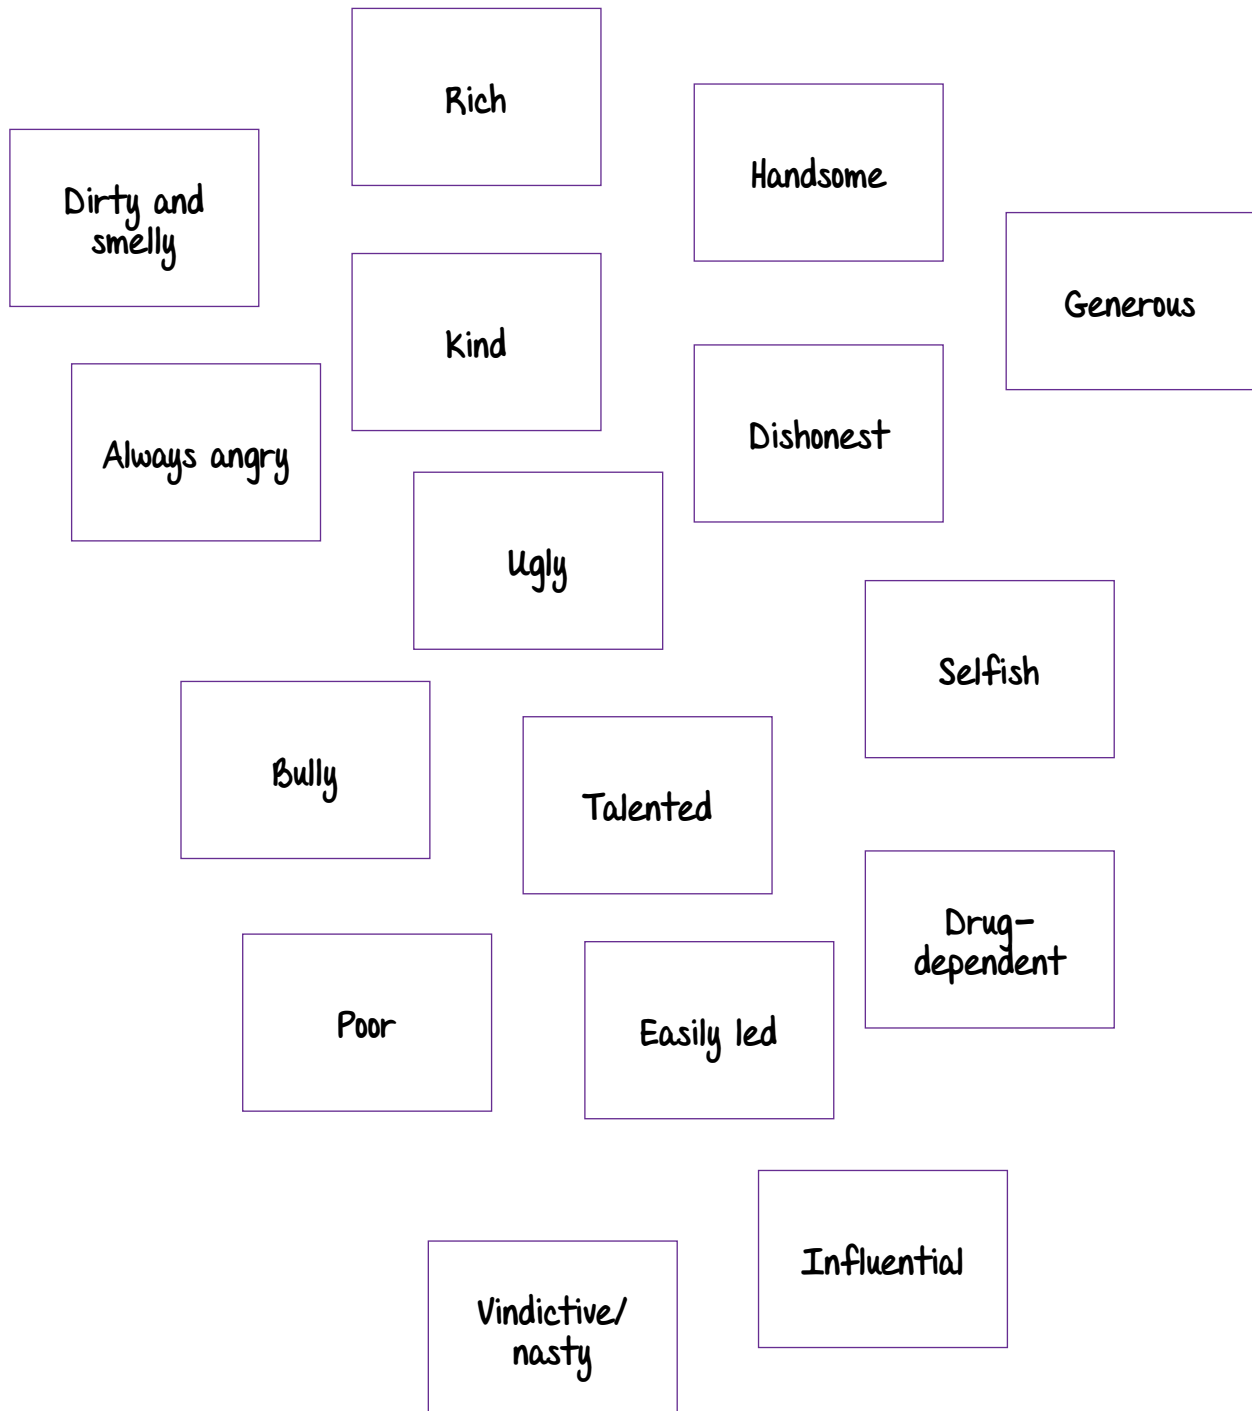 Rich
Handsome
Dirty and
smelly
Generous
Kind
Dishonest
Always angry
Ugly
Selfish
Bully
Talented
Drug-
dependent
Poor
Easily led
Influential
Vindictive/
nasty